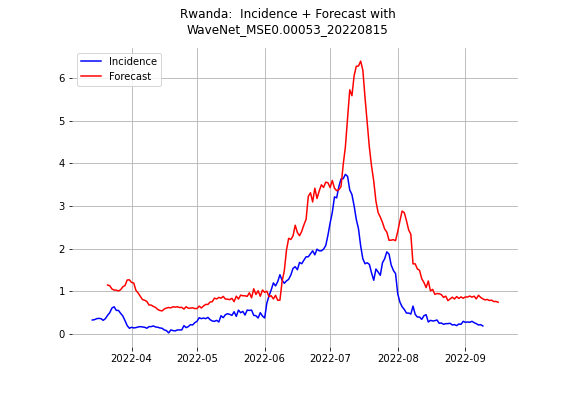 Rwanda:  Incidence + Forecast with
WaveNet_MSE0.00053_20220815
Incidence
Forecast
6
5
4
3
2
1
0
2022-04 2022-05 2022-06 2022-07 2022-08 2022-09